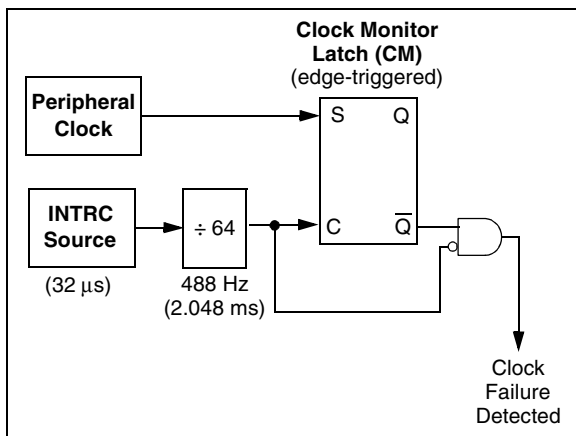 Clock Monitor
Latch (CM)
(edge-triggered)
Peripheral
Clock
S Q
INTRC
Source
÷ 64
C Q̅
(32 μs)
488 Hz
(2.048 ms)
Clock
Failure
Detected